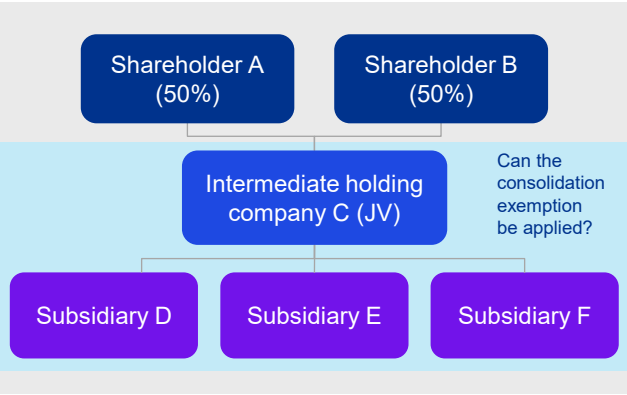 Shareholder A
(50%)
Shareholder B
(50%)
Intermediate holding
company C (JV)
Can the
consolidation
exemption
be applied?
Subsidiary D
Subsidiary E
Subsidiary F